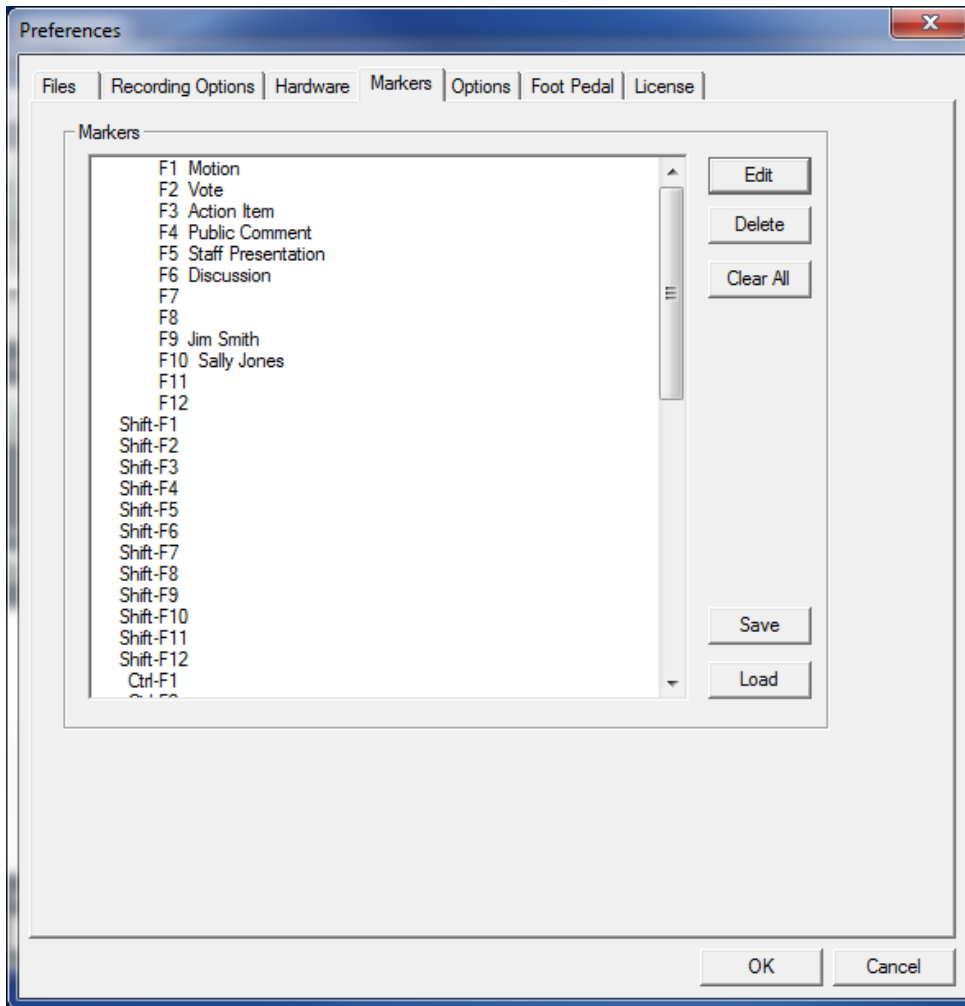 Preferences
Files Recording Options Hardware Markers Options Foot Pedal License
Markers
F1 Motion
F2 Vote
F3 Action Item
F4 Public Comment
F5 Staff Presentation
F6 Discussion
F7
F8
F9 Jim Smith
F10 Sally Jones
F11
F12
Shift-F1
Shift-F2
Shift-F3
Shift-F4
Shift-F5
Shift-F6
Shift-F7
Shift-F8
Shift-F9
Shift-F10
Shift-F11
Shift-F12
Ctrl-F1
Edit
Delete
Clear All
Save
Load
OK Cancel